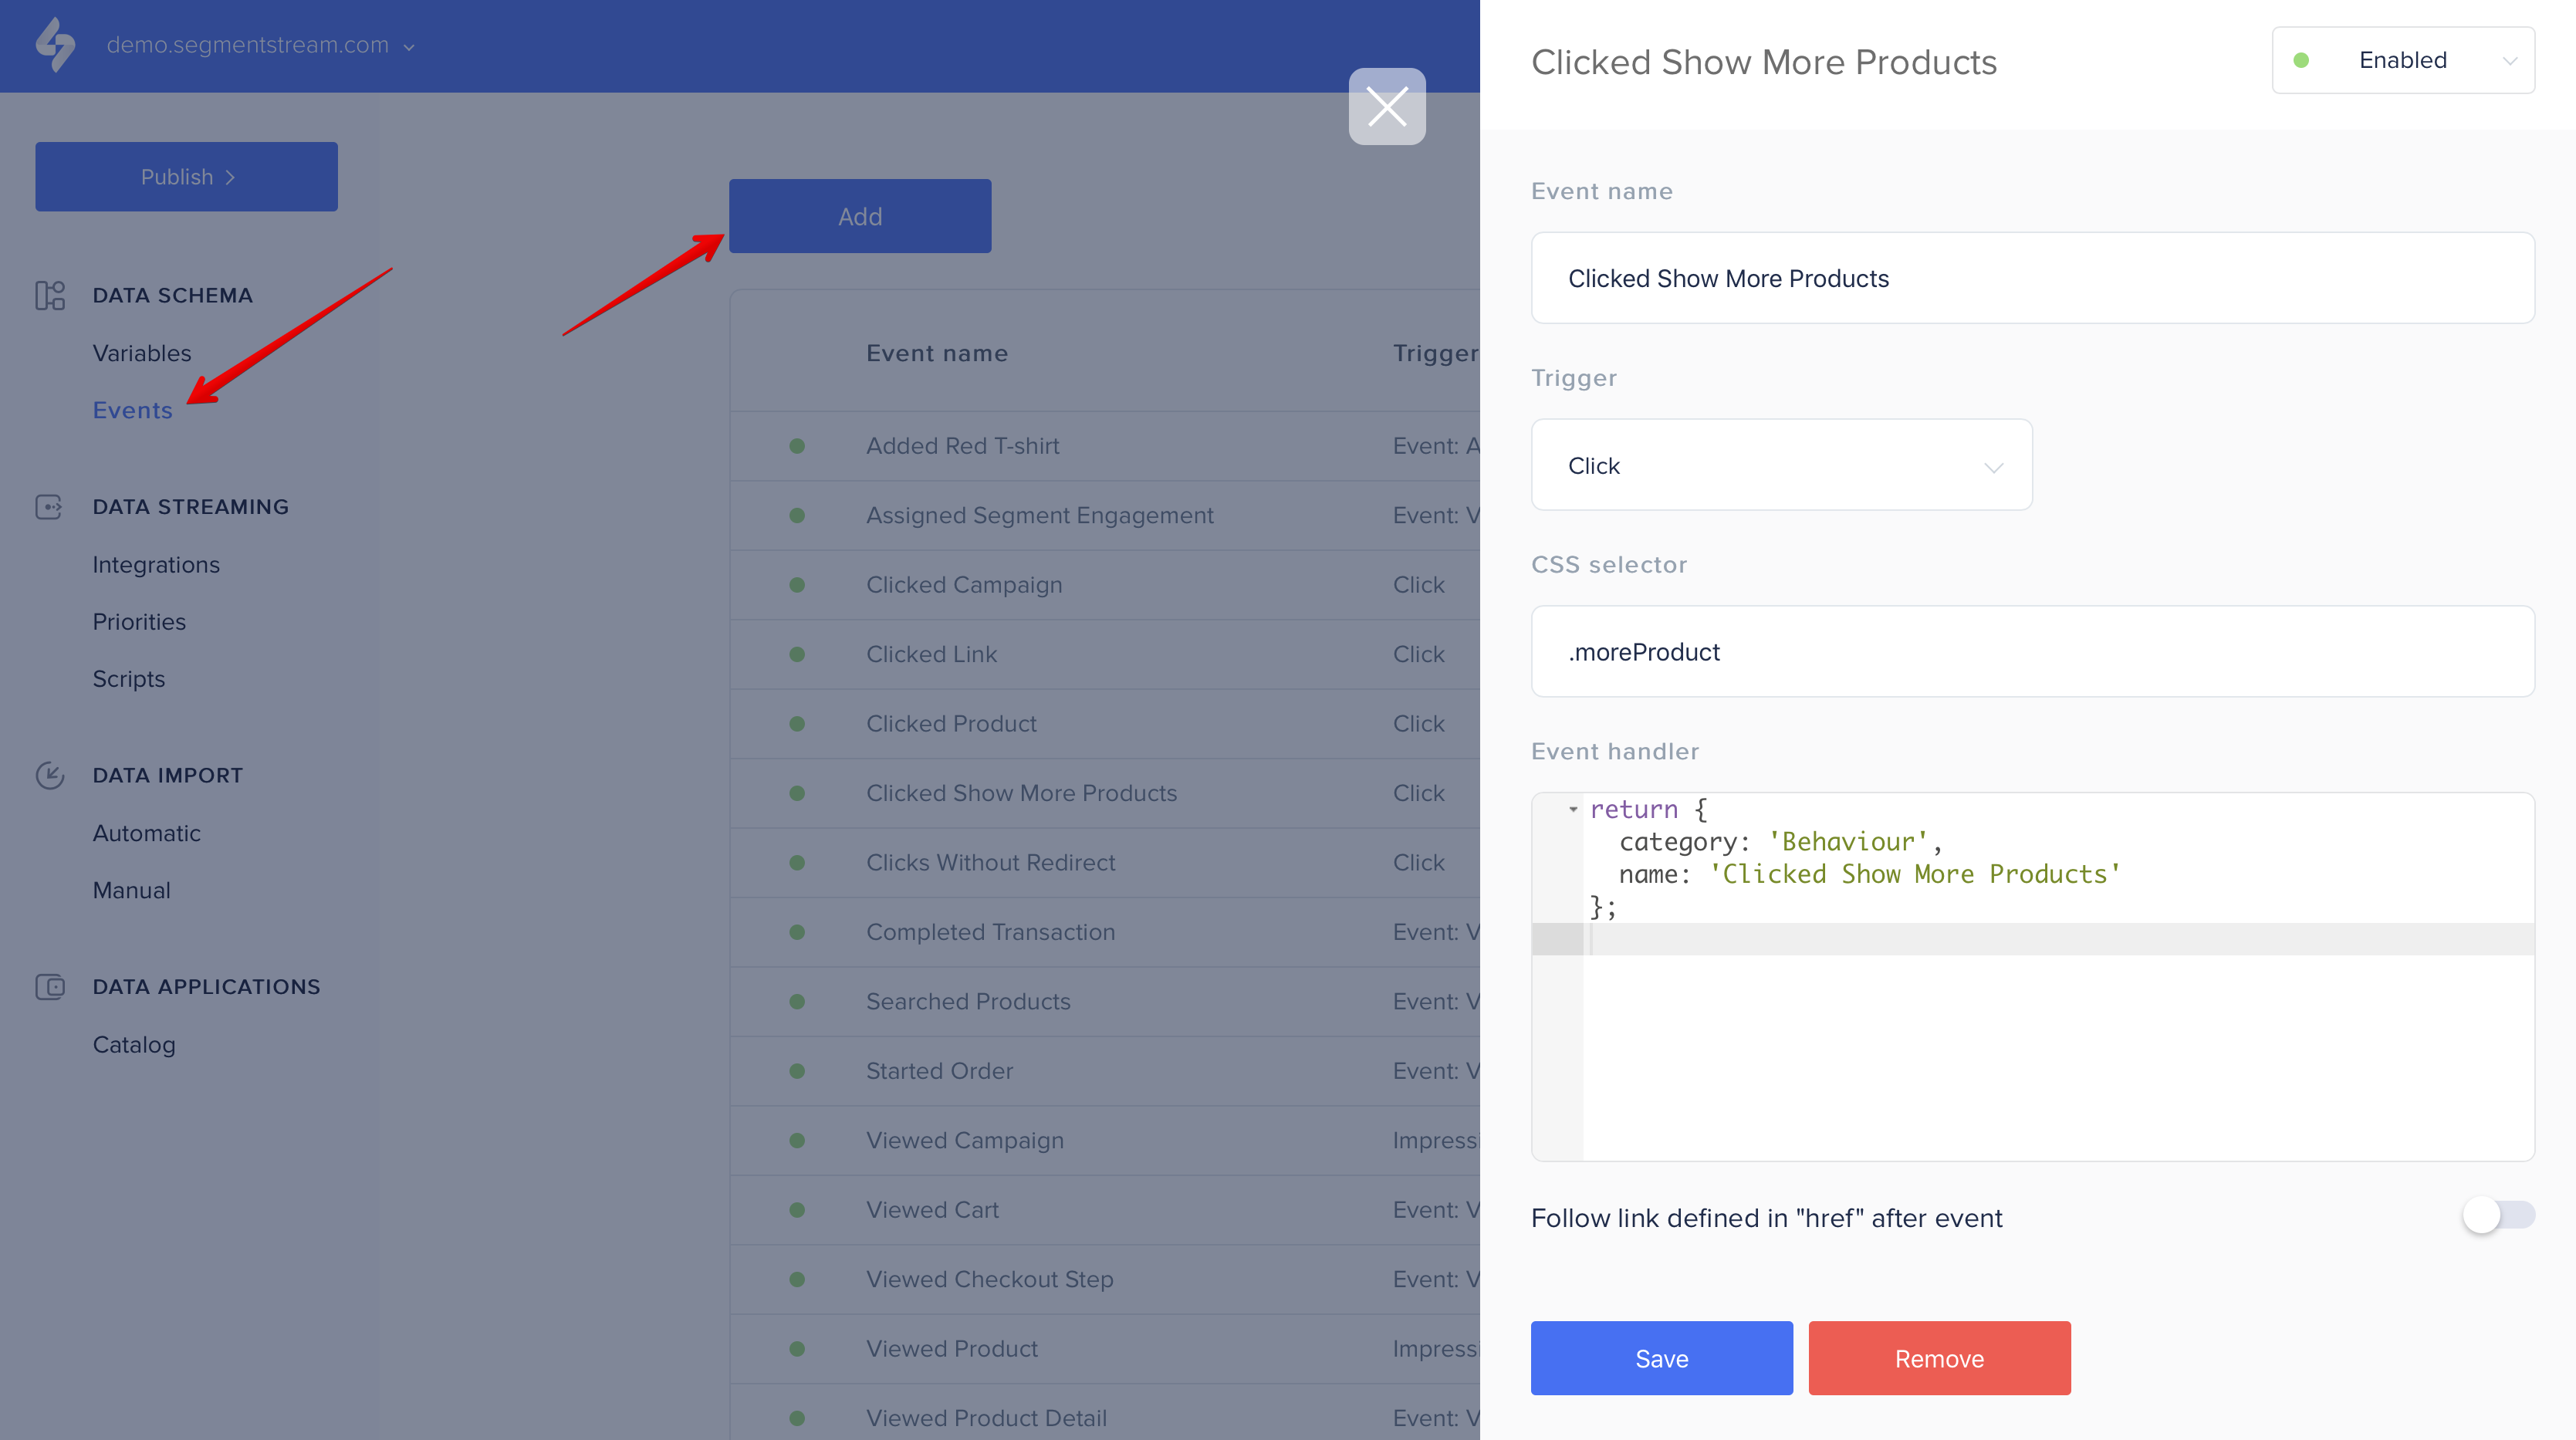 demo.segmentstream.com
Publish
DATA SCHEMA
Variables
Events
DATA STREAMING
Integrations
Priorities
Scripts
DATA IMPORT
Automatic
Manual
DATA APPLICATIONS
Catalog
Add
Event name Trigger
Added Red T-shirt Event: A
Assigned Segment Engagement Event: V
Clicked Campaign Click
Clicked Link Click
Clicked Product Click
Clicked Show More Products Click
Clicks Without Redirect Click
Completed Transaction Event: V
Searched Products Event: V
Started Order Event: V
Viewed Campaign Impressi
Viewed Cart Event: V
Viewed Checkout Step Event: V
Viewed Product Impressi
Viewed Product Detail Event: V
Clicked Show More Products
Enabled
Event name
Clicked Show More Products
Trigger
Click
CSS selector
.moreProduct
Event handler
return {
category: 'Behaviour',
name: 'Clicked Show More Products'
};
Follow link defined in "href" after event
Save Remove